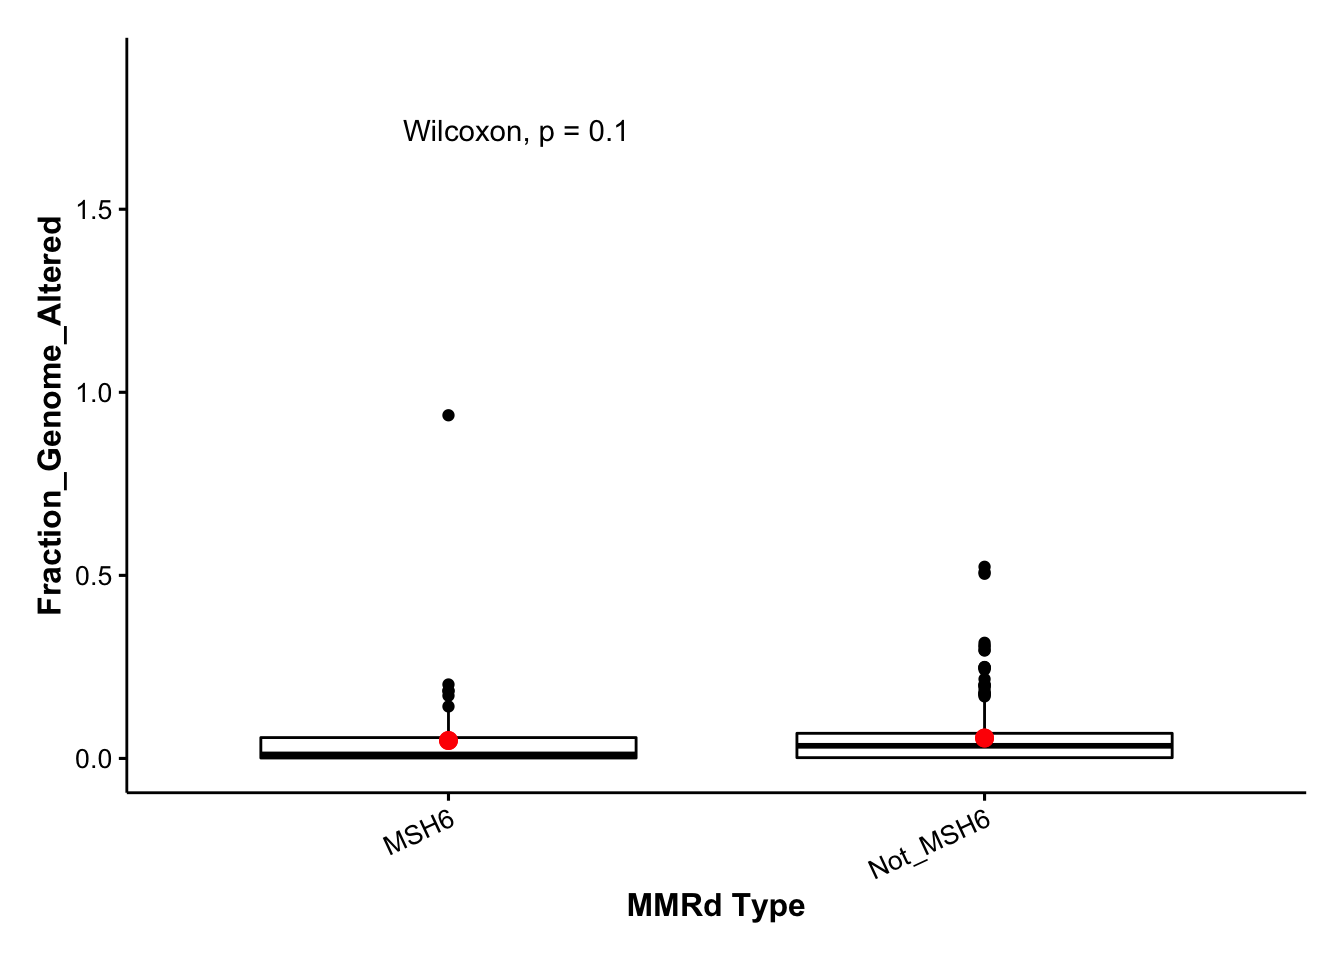 Wilcoxon, p = 0.1
Fraction_Genome_Altered
1.5
1.0
0.5
0.0
MSH6
Not_MSH6
MMRd Type